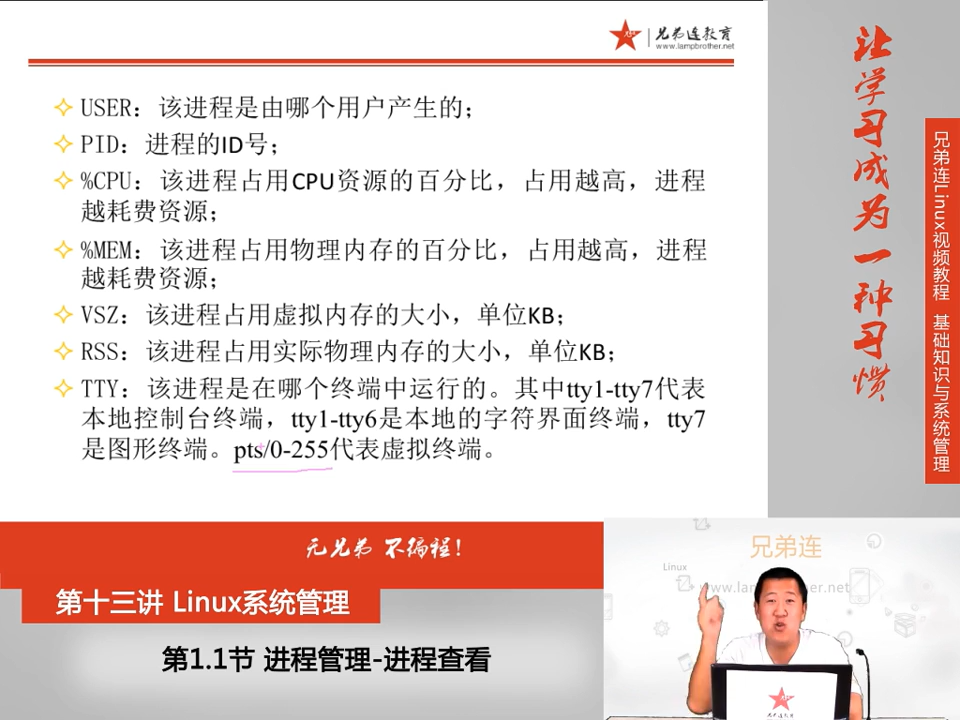 兄弟连教育
www.lampbrother.net
USER：该进程是由哪个用户产生的；
PID：进程的ID号；
%CPU：该进程占用CPU资源的百分比，占用越高，进程
越耗费资源；
%MEM：该进程占用物理内存的百分比，占用越高，进程
越耗费资源；
VSZ：该进程占用虚拟内存的大小，单位KB；
RSS：该进程占用实际物理内存的大小，单位KB；
TTY：该进程是在哪个终端中运行的。其中tty1-tty7代表
本地控制台终端，tty1-tty6是本地的字符界面终端，tty7
是图形终端。pts/0-255代表虚拟终端。
让学习成为一种习惯
兄弟连Linux视频教程 基础知识与系统管理
无兄弟 不编程！
第十三讲 Linux系统管理
第1.1节 进程管理-进程查看
兄弟连
Linux
www.lampbrother.net
兄弟连教育